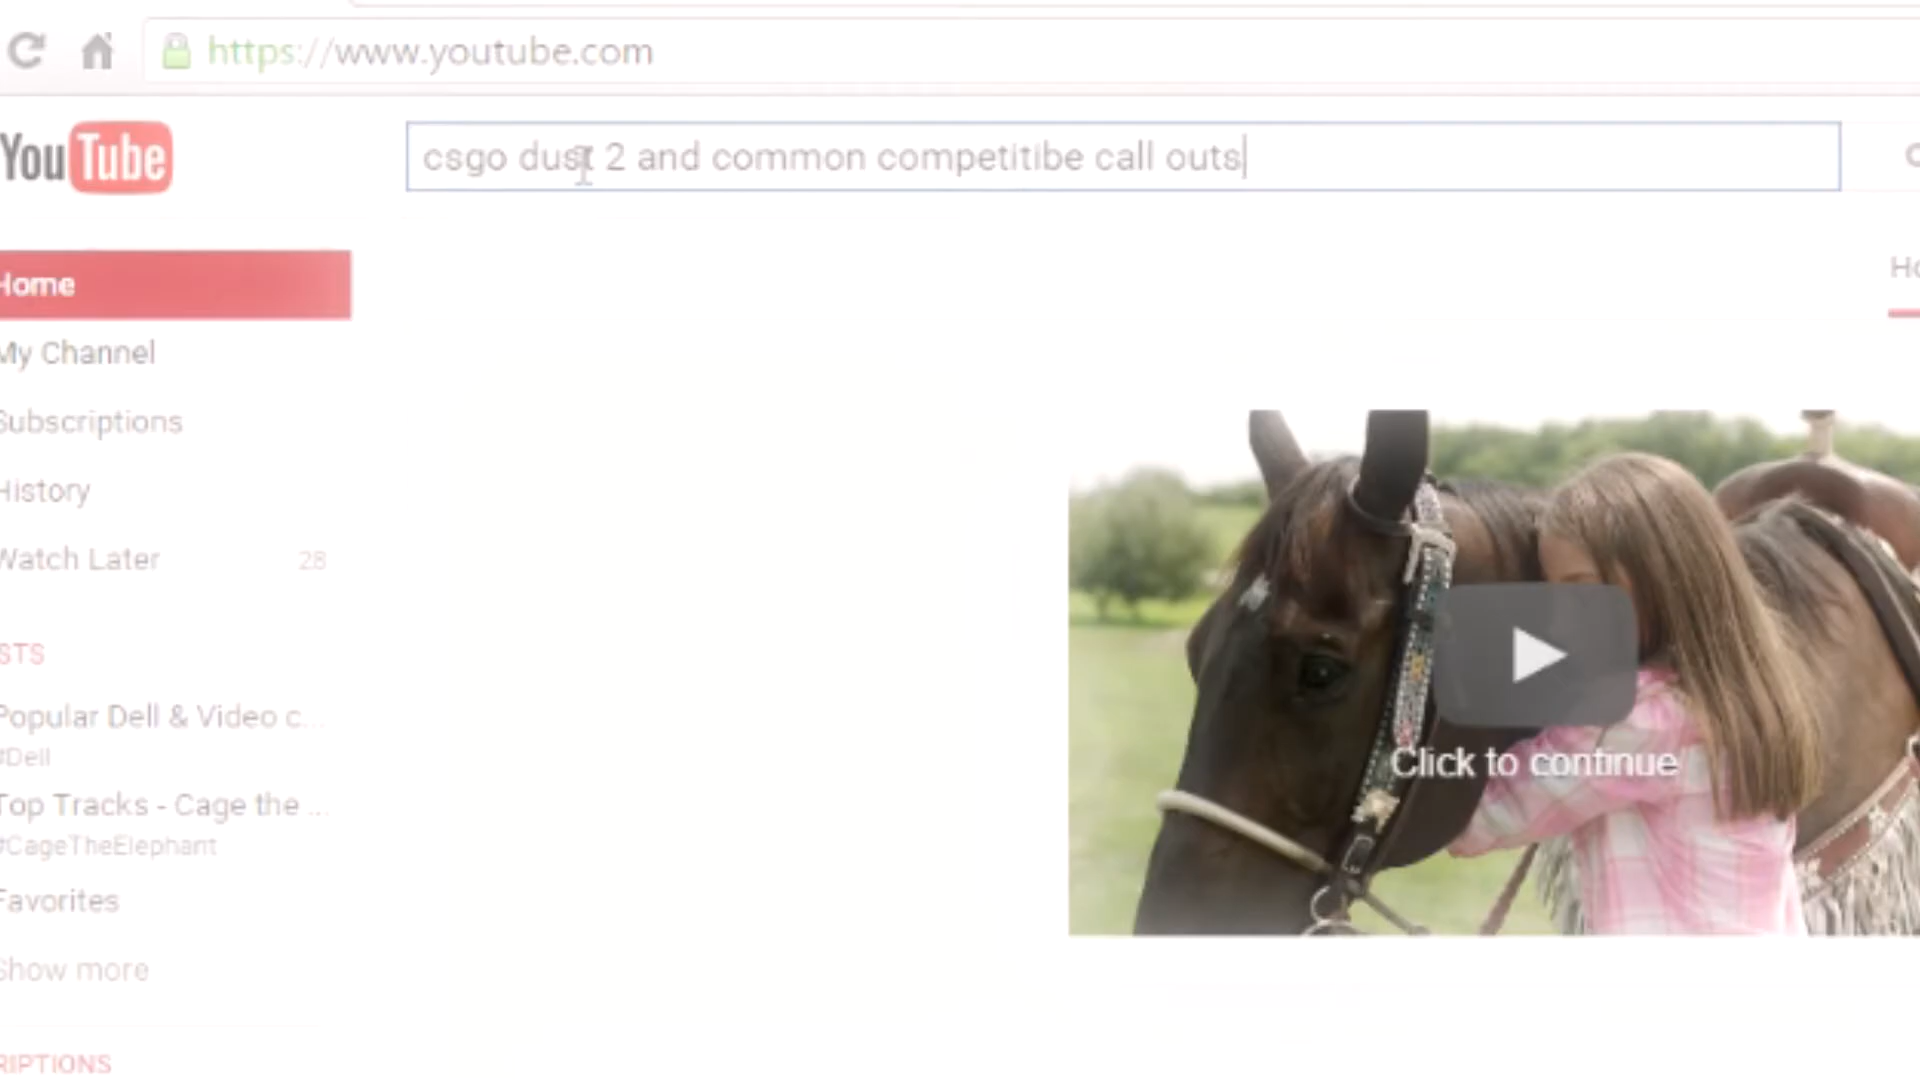 https://www.youtube.com
YouTube
csgo dust 2 and common competitibe call outs
Home
Ho
My Channel
Subscriptions
History
Watch Later 28
STS
Popular Dell & Video c...
#Dell
Click to continue
Top Tracks - Cage the ...
#CageTheElephant
Favorites
Show more
RIPTIONS